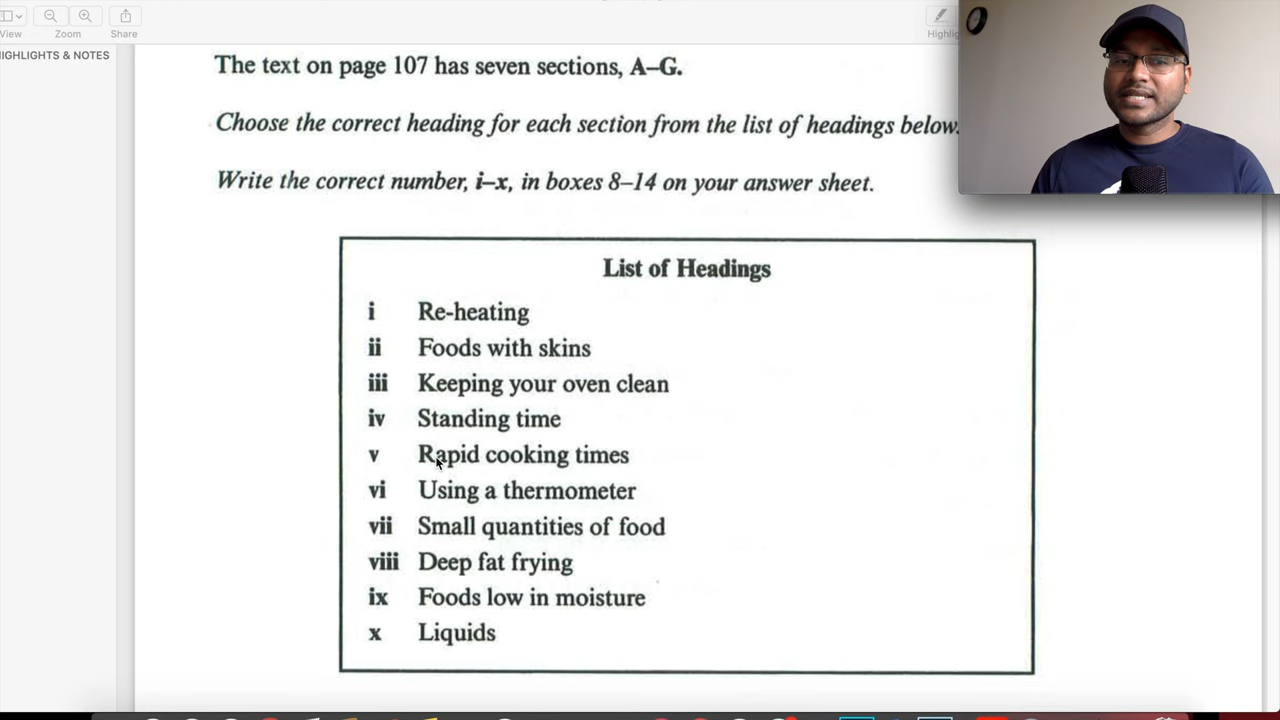 View
Zoom
Share
HIGHLIGHTS & NOTES
The text on page 107 has seven sections, A–G.
Choose the correct heading for each section from the list of headings below.
Write the correct number, i–x, in boxes 8–14 on your answer sheet.
List of Headings
i Re-heating
ii Foods with skins
iii Keeping your oven clean
iv Standing time
v Rapid cooking times
vi Using a thermometer
vii Small quantities of food
viii Deep fat frying
ix Foods low in moisture
x Liquids